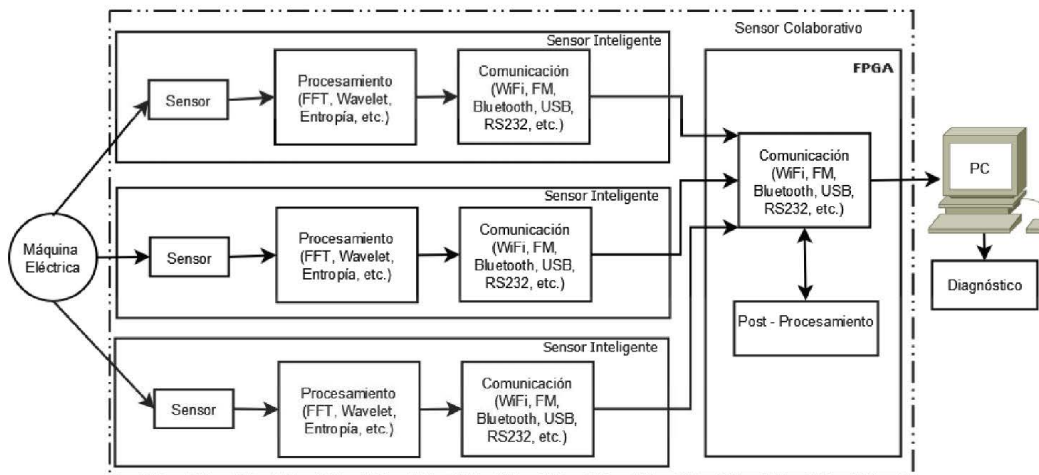 Sensor Colaborativo
Sensor Inteligente
Sensor
Procesamiento
(FFT, Wavelet,
Entropía, etc.)
Comunicación
(WiFi, FM,
Bluetooth, USB,
RS232, etc.)
Sensor Inteligente
Sensor
Procesamiento
(FFT, Wavelet,
Entropía, etc.)
Comunicación
(WiFi, FM,
Bluetooth, USB,
RS232, etc.)
Sensor Inteligente
Sensor
Procesamiento
(FFT, Wavelet,
Entropía, etc.)
Comunicación
(WiFi, FM,
Bluetooth, USB,
RS232, etc.)
Máquina
Eléctrica
FPGA
Comunicación
(WiFi, FM,
Bluetooth, USB,
RS232, etc.)
Post - Procesamiento
PC
Diagnóstico